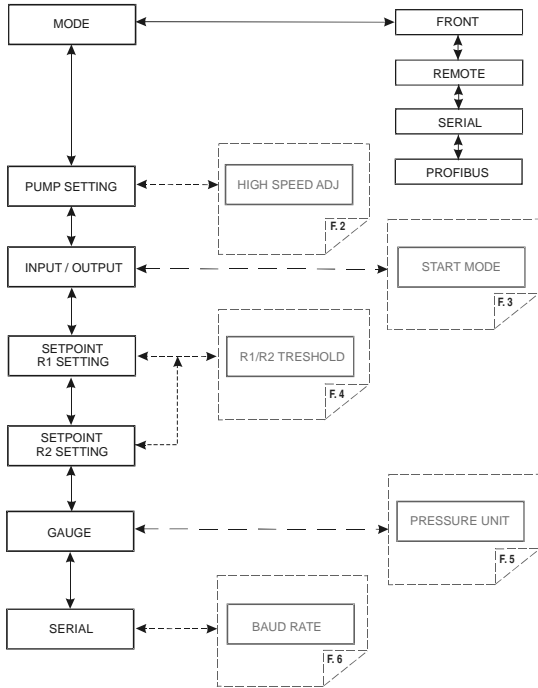 MODE
FRONT
REMOTE
SERIAL
PROFIBUS
PUMP SETTING
HIGH SPEED ADJ
F. 2
INPUT / OUTPUT
START MODE
F. 3
SETPOINT
R1 SETTING
R1/R2 TRESHOLD
F. 4
SETPOINT
R2 SETTING
GAUGE
PRESSURE UNIT
F. 5
SERIAL
BAUD RATE
F. 6